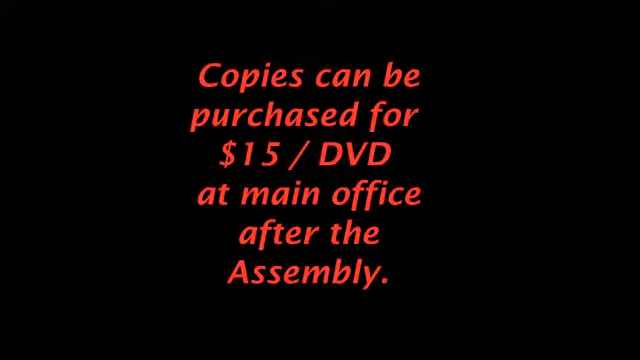 Copies can be
purchased for
$15 / DVD
at main office
after the
Assembly.